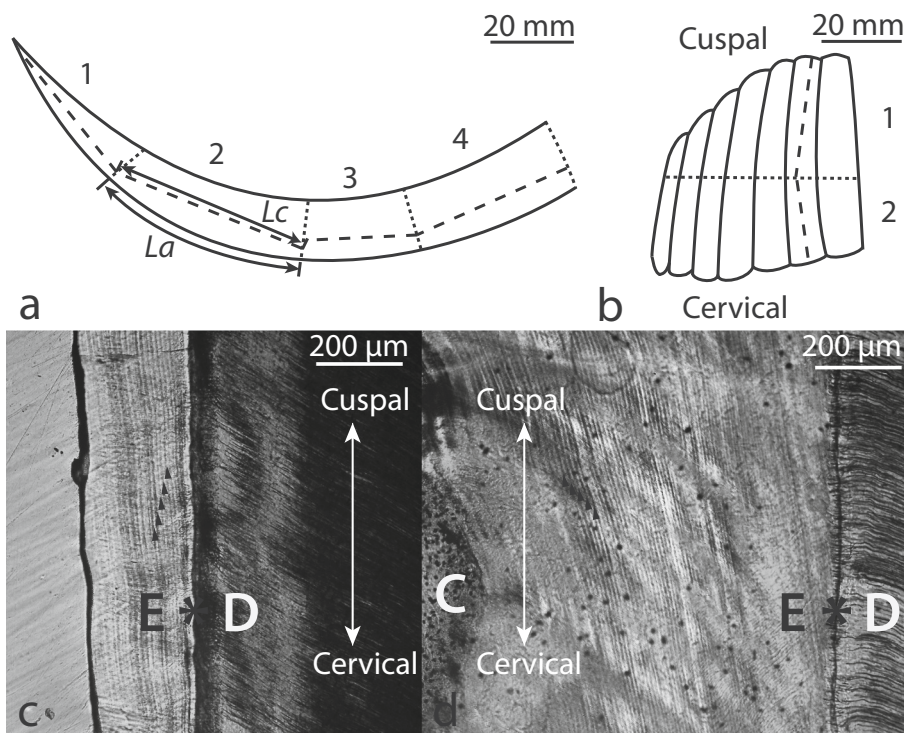 20 mm
1
2
3
4
Lc
La
a
Cuspal
20 mm
1
2
b
Cervical
200 µm
Cuspal
E * D
Cervical
c
200 µm
Cuspal
C
E * D
Cervical
d